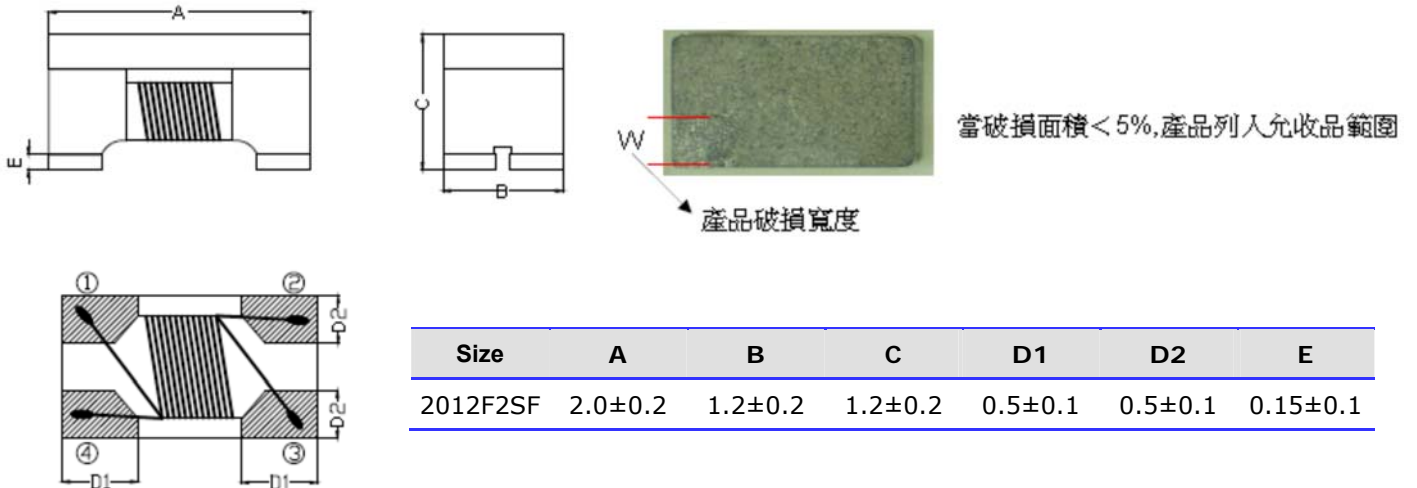 A
E
C
B
W
當破損面積＜5%,產品列入允收品範圍
產品破損寬度
① ②
D2
D2
④ ③
D1 D1
Size A B C D1 D2 E
2012F2SF 2.0±0.2 1.2±0.2 1.2±0.2 0.5±0.1 0.5±0.1 0.15±0.1